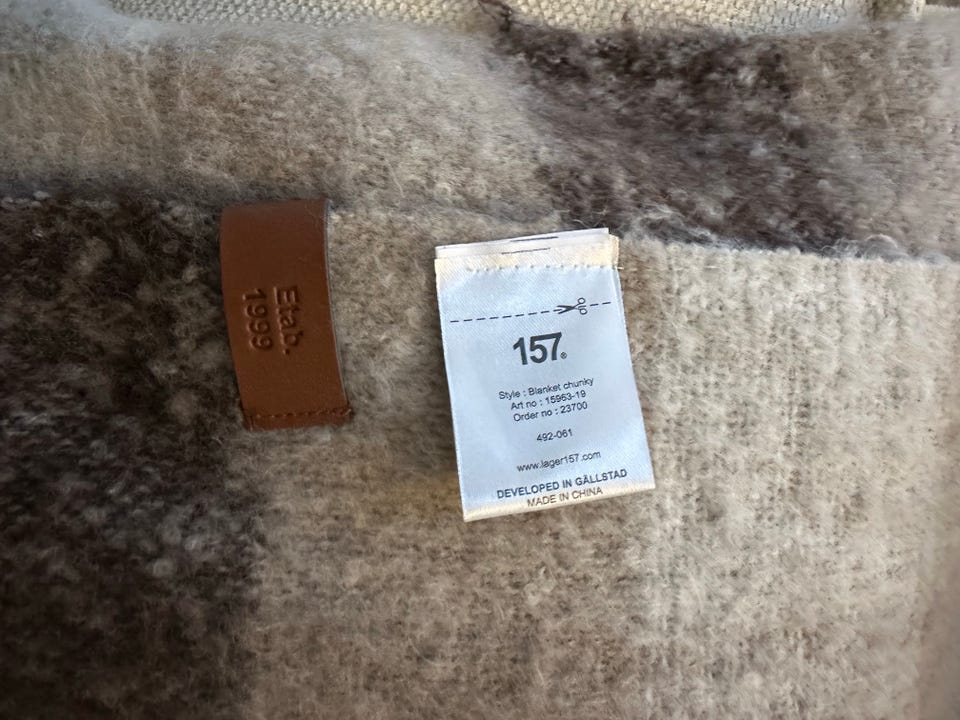 Etab.
1999
157®
Style : Blanket chunky
Art no : 15963-19
Order no : 23700
492-061
www.lager157.com
DEVELOPED IN GÄLLSTAD
MADE IN CHINA